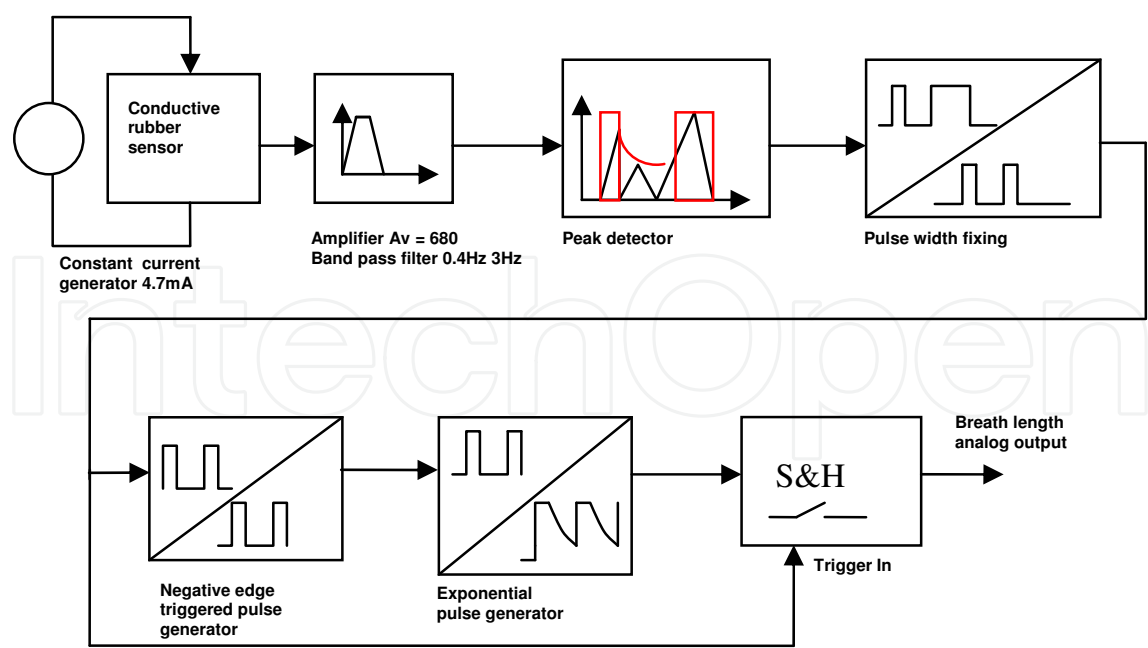 Conductive
rubber
sensor
Constant current
generator 4.7mA
Amplifier Av = 680
Band pass filter 0.4Hz 3Hz
Peak detector
Pulse width fixing
IntechOpen
Negative edge
triggered pulse
generator
Exponential
pulse generator
S&H
Trigger In
Breath length
analog output